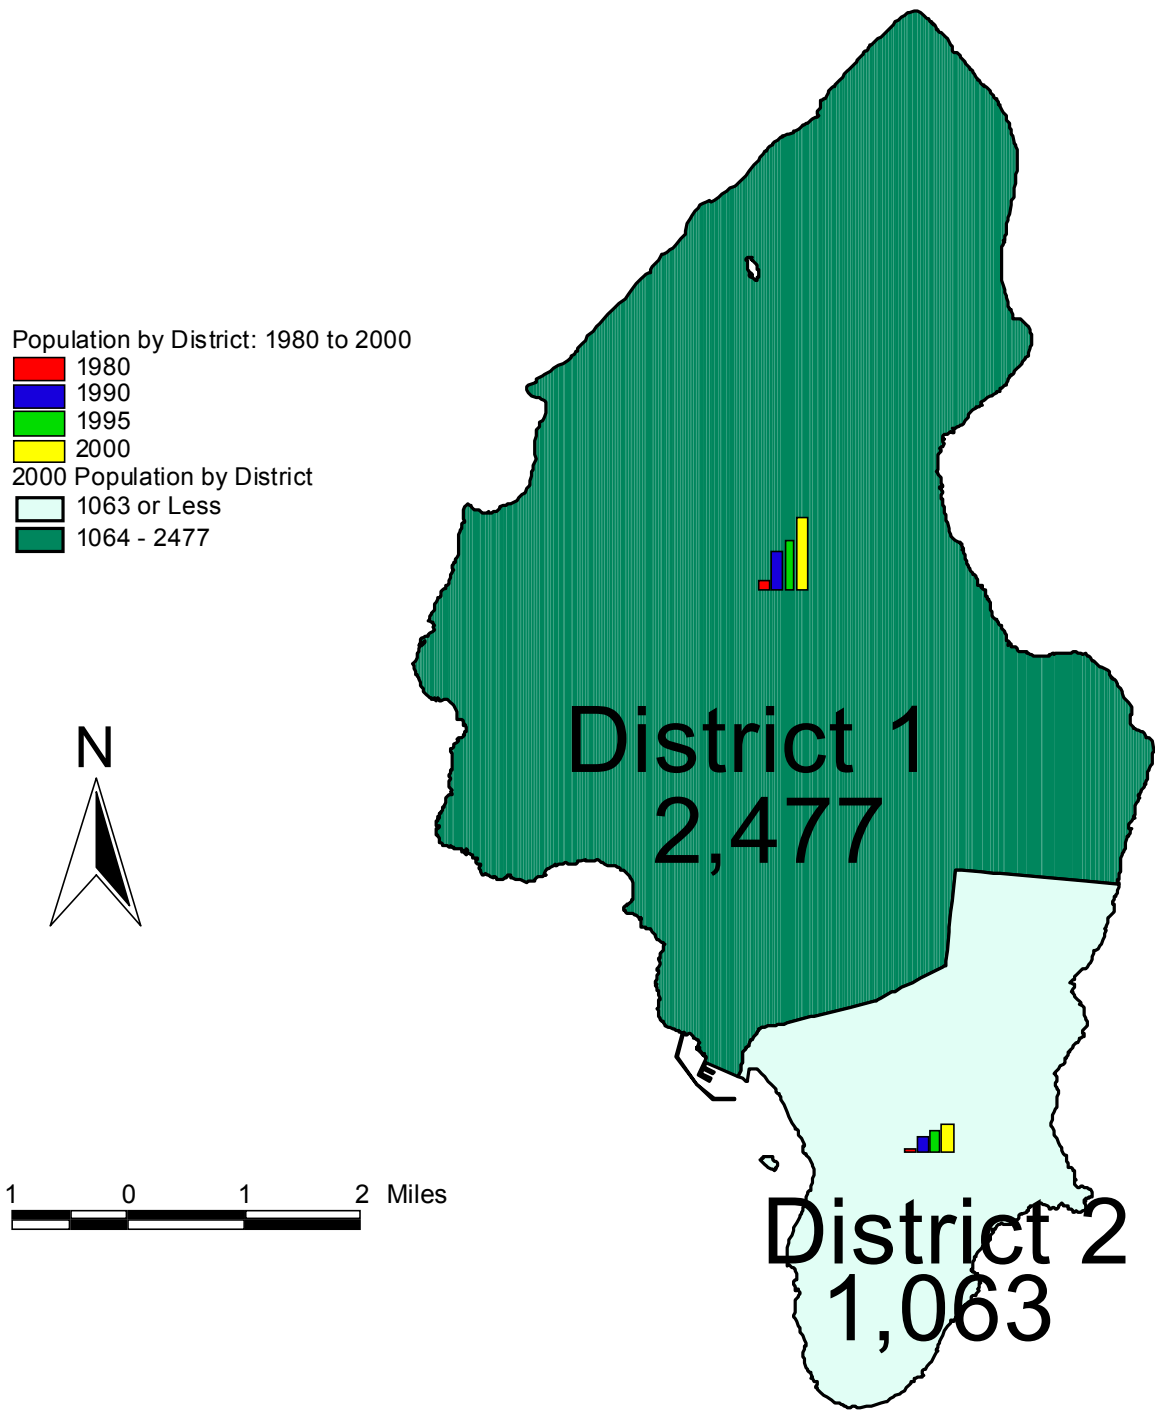 Population by District: 1980 to 2000
1980
1990
1995
2000
2000 Population by District
1063 or Less
1064 - 2477
District 1
2,477
N
E
1 0 1 2 Miles
District 2
1,063